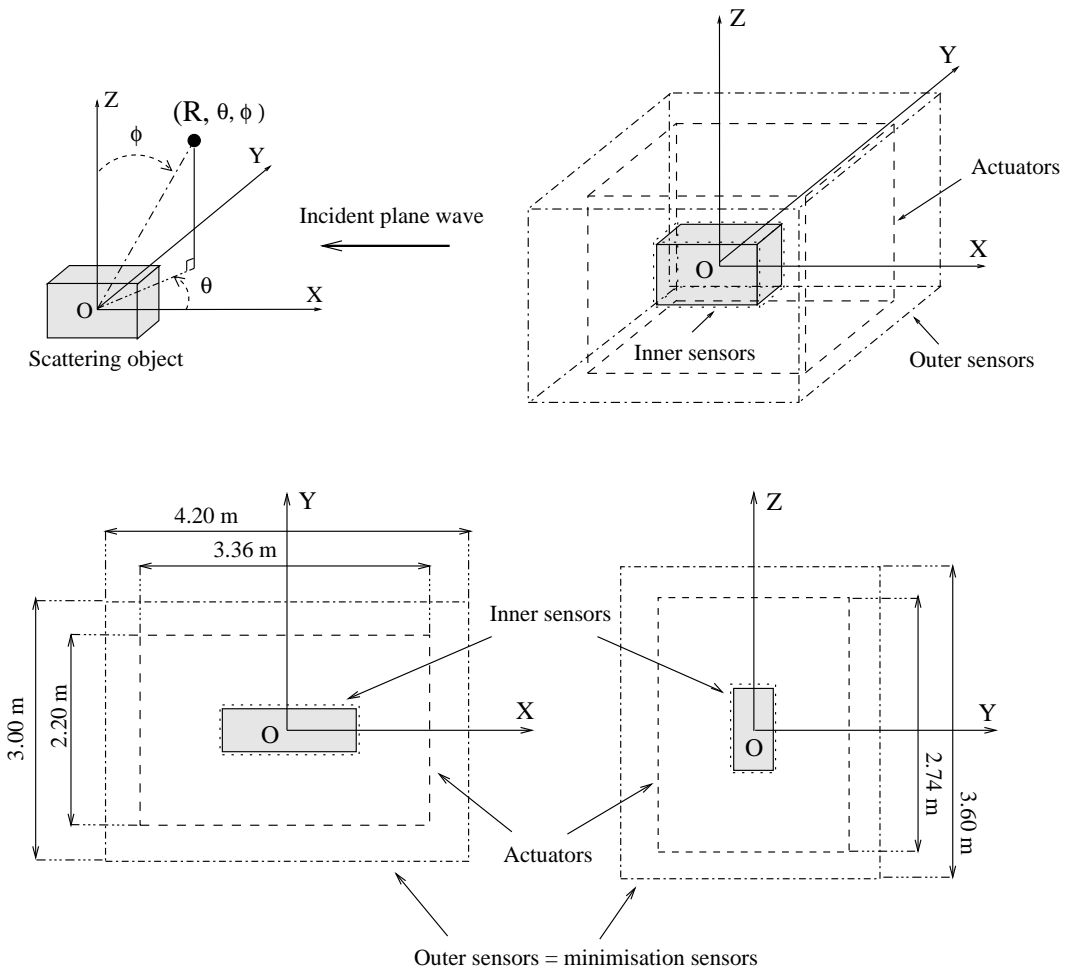 Z
(R, θ, ϕ )
ϕ
Y
Incident plane wave
θ
O
X
Scattering object
Z
Y
Actuators
X
O
Inner sensors
Outer sensors
Y
4.20 m
3.36 m
3.00 m
2.20 m
Inner sensors
X
O
Z
Y
O
2.74 m
3.60 m
Actuators
Outer sensors = minimisation sensors